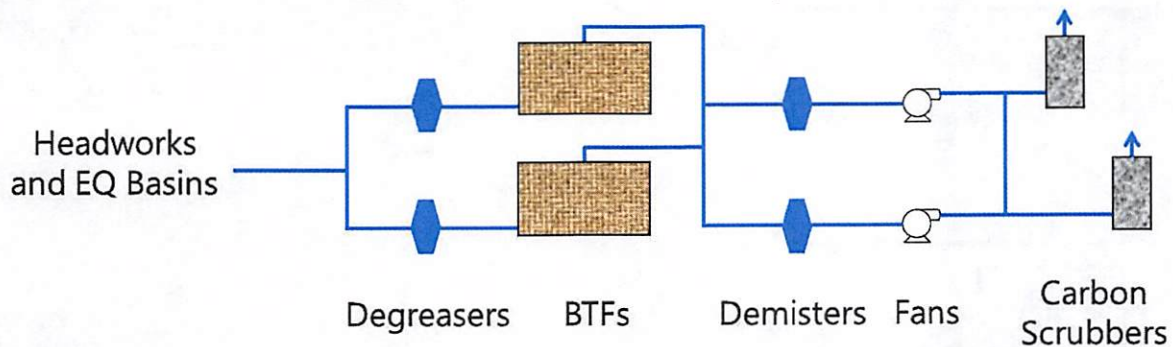 Headworks
and EQ Basins
Degreasers
BTFs
Demisters
Fans
Carbon
Scrubbers